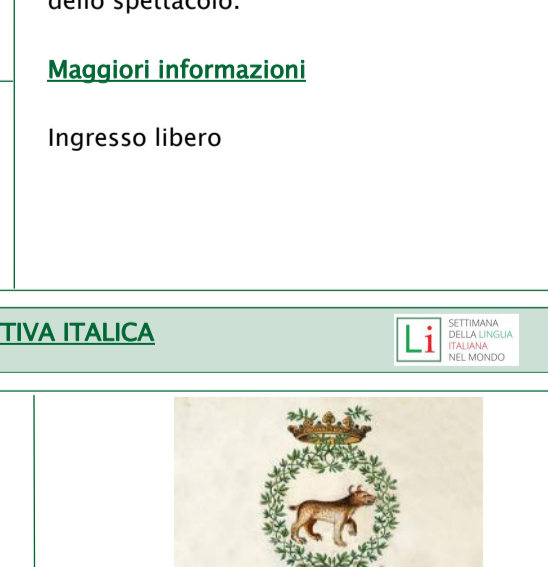 dello spettacolo.
Maggiori informazioni
Ingresso libero
TIVA ITALICA
Li
SETTIMANA
DELLA LINGUA
ITALIANA
NEL MONDO